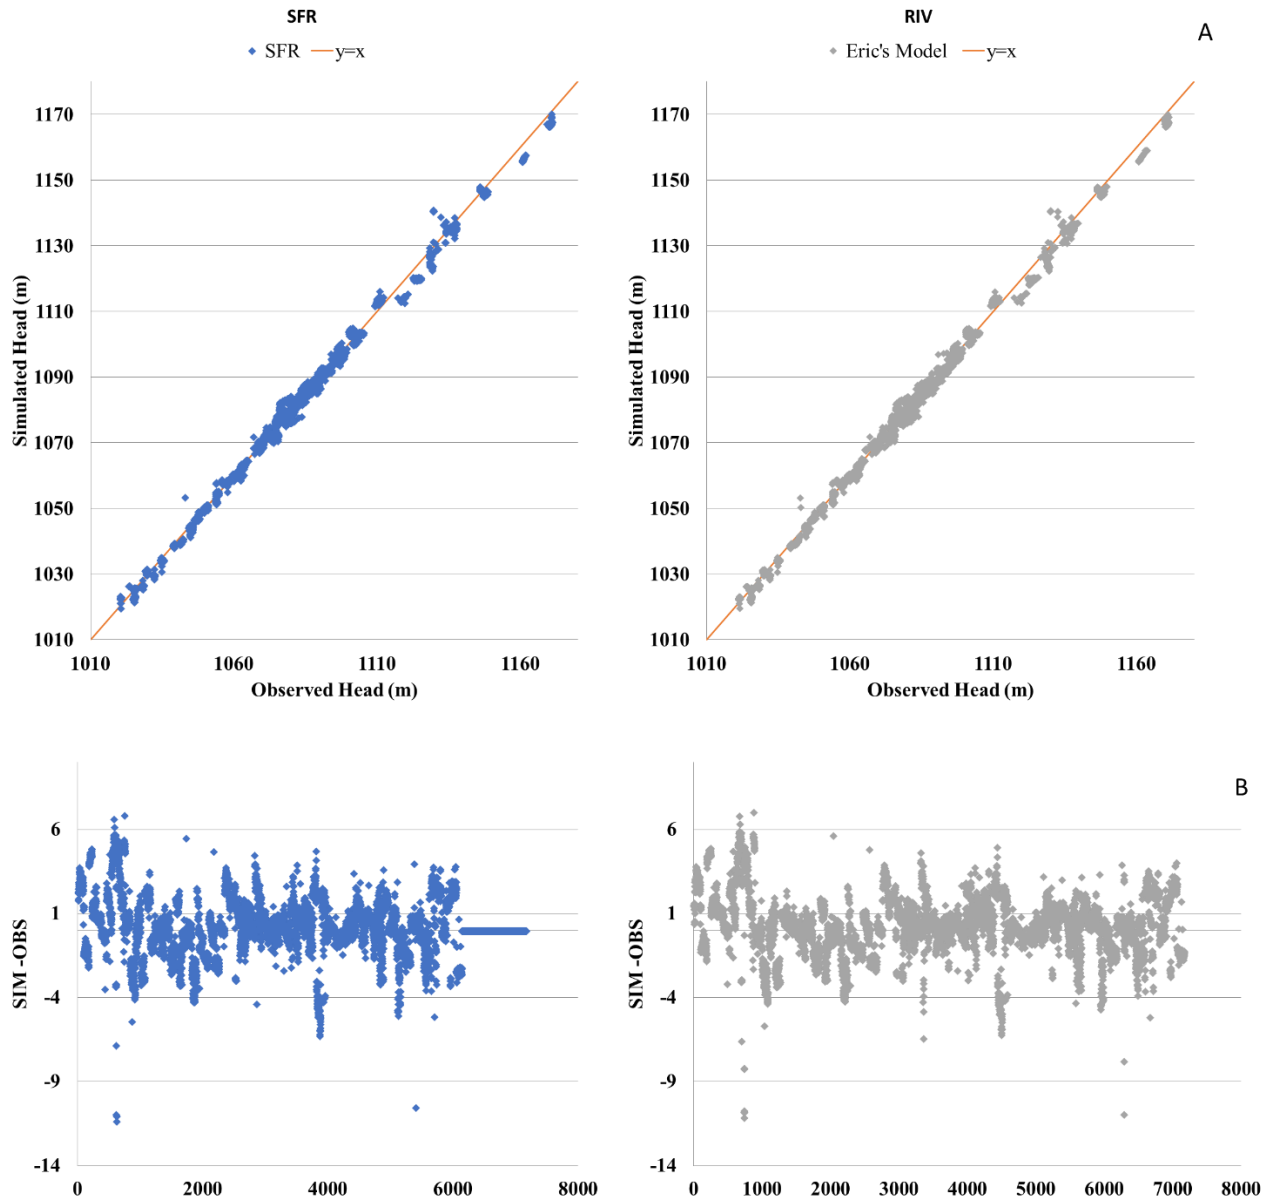 SFR
RIV
A
SFR y=x
Eric's Model y=x
1170
1150
1130
1110
1090
1070
1050
1030
1010
Simulated Head (m)
1010 1060 1110 1160
Observed Head (m)
1170
1150
1130
1110
1090
1070
1050
1030
1010
Simulated Head (m)
1010 1060 1110 1160
Observed Head (m)
B
6
1
-4
-9
-14
SIM -OBS
0 2000 4000 6000 8000
6
1
-4
-9
-14
SIM -OBS
0 1000 2000 3000 4000 5000 6000 7000 8000